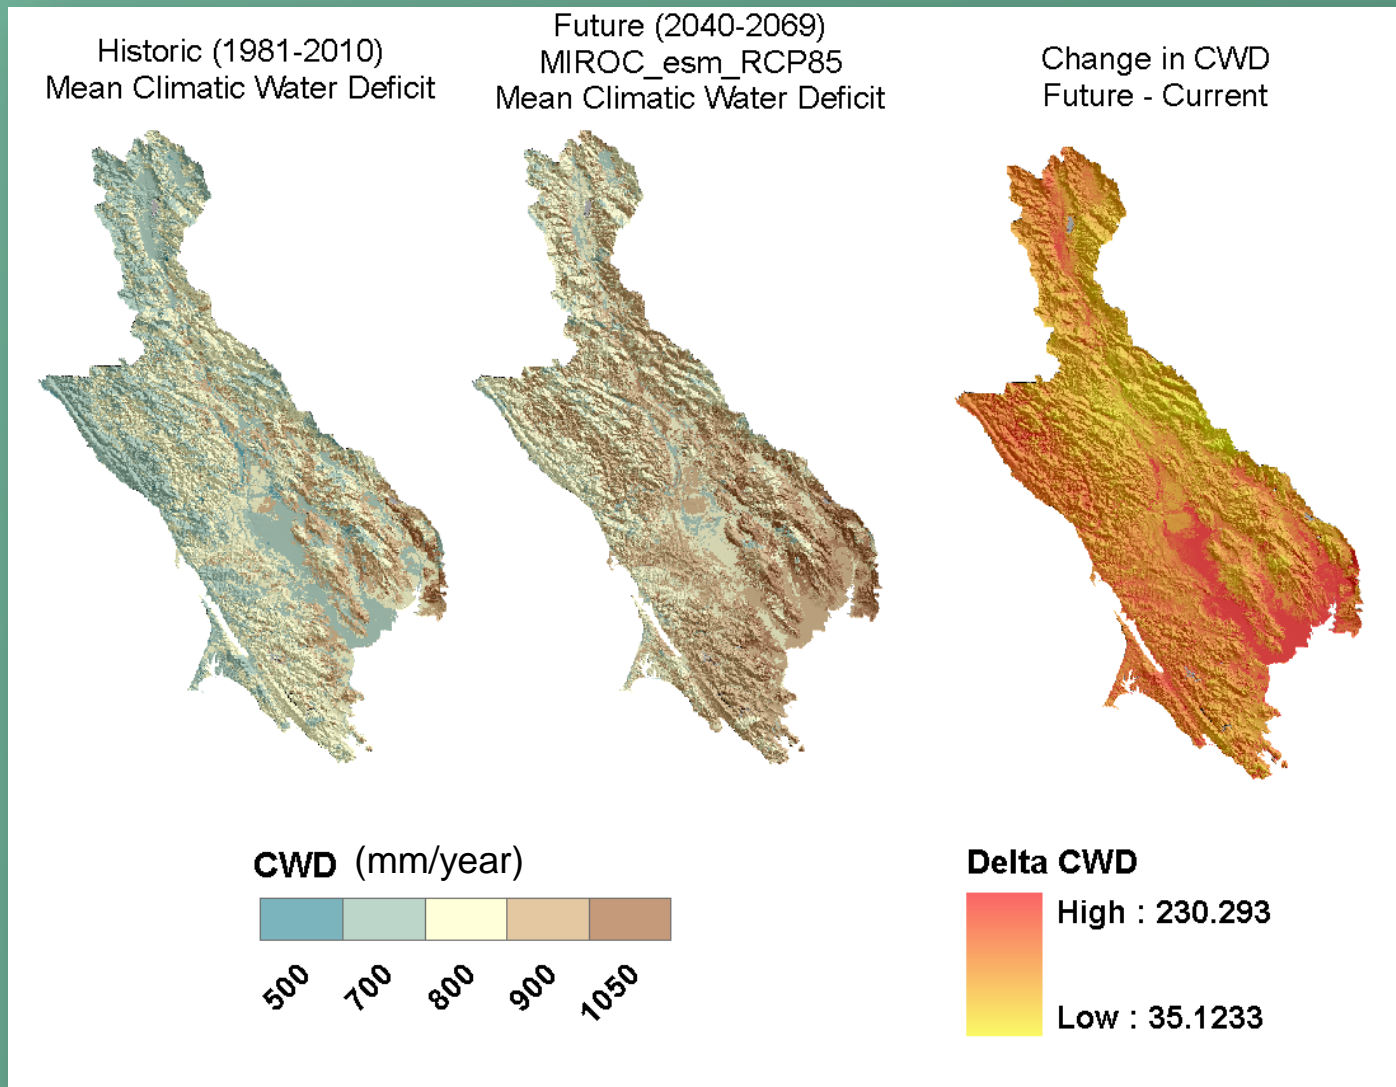 Historic (1981-2010)
Mean Climatic Water Deficit
Future (2040-2069)
MIROC_esm_RCP85
Mean Climatic Water Deficit
Change in CWD
Future - Current
CWD (mm/year)
500
700
800
900
1050
Delta CWD
High : 230.293
Low : 35.1233